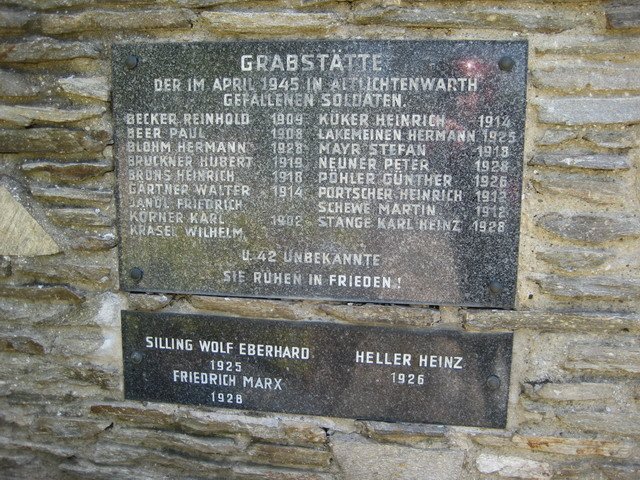 GRABSTÄTTE
DER IM APRIL 1945 IN ALTLICHTENWARTH
GEFALLENEN SOLDATEN.
BECKER REINHOLD 1909 KÜKER HEINRICH 1914
BEER PAUL 1908 LAKEMEINEN HERMANN 1925
BLÖHM HERMANN 1928 MAYR STEFAN 1918
BRUCKNER HUBERT 1919 NEUNER PETER 1928
BRÜNS HEINRICH 1918 PÖHLER GÜNTHER 1926
GÄRTNER WALTER 1914 PORTSCHER HEINRICH 1912
JANDL FRIEDRICH SCHEWE MARTIN 1912
KÖRNER KARL 1902 STANGE KARL HEINZ 1928
KRASEL WILHELM
U. 42 UNBEKANNTE
SIE RUHEN IN FRIEDEN!
SILLING WOLF EBERHARD HELLER HEINZ
1925 1926
FRIEDRICH MARX
1928